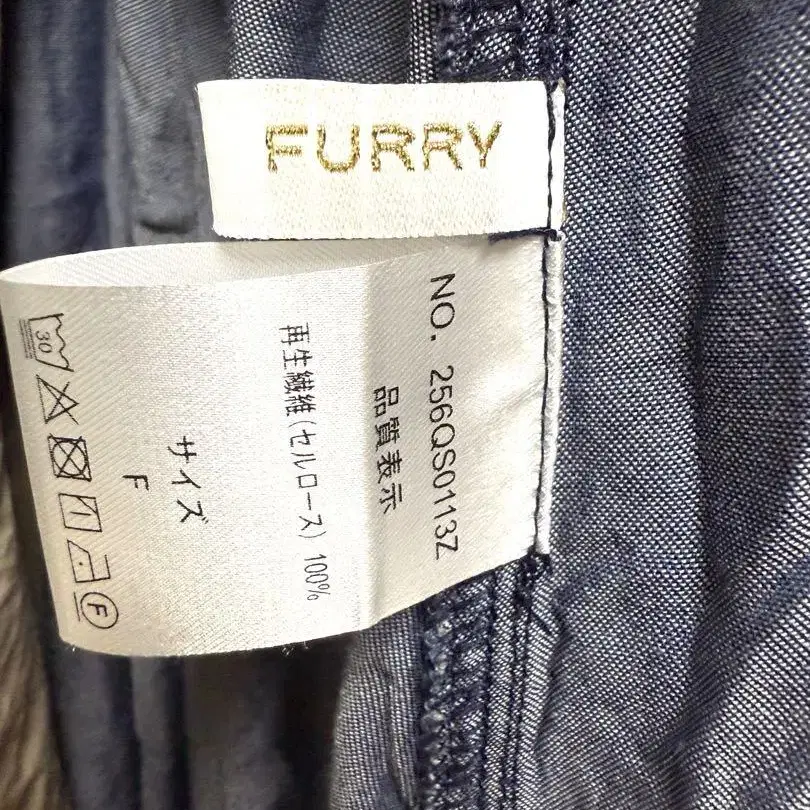 FURRY
NO. 256QS0113Z
品質表示
再生繊維(セルロース) 100%
サイズ
F
30
F